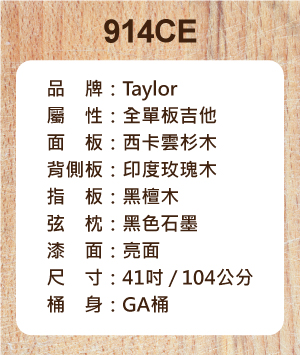 914CE
品　牌：Taylor
屬　性：全單板吉他
面　板：西卡雲杉木
背側板：印度玫瑰木
指　板：黑檀木
弦　枕：黑色石墨
漆　面：亮面
尺　寸：41吋 / 104公分
桶　身：GA桶